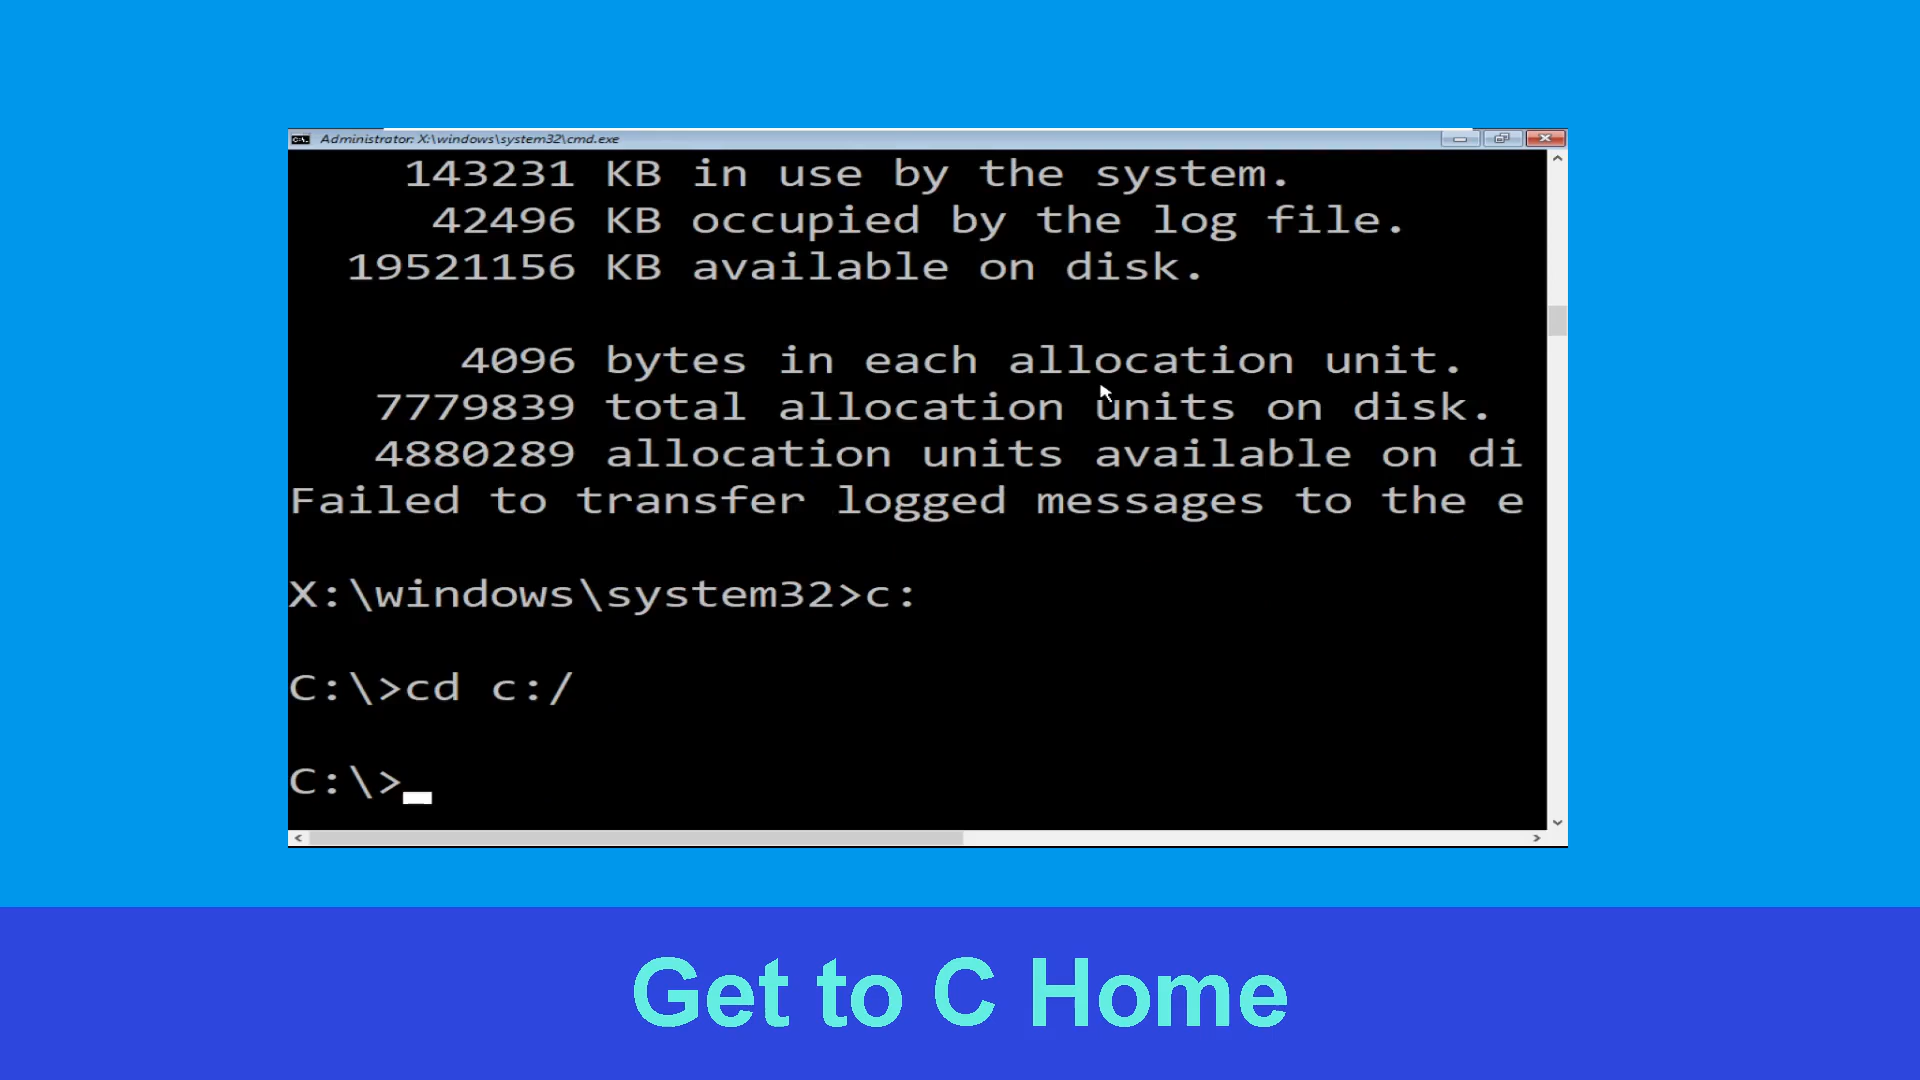 Administrator: X:\windows\system32\cmd.exe
143231 KB in use by the system.
42496 KB occupied by the log file.
19521156 KB available on disk.
4096 bytes in each allocation unit.
7779839 total allocation units on disk.
4880289 allocation units available on di
Failed to transfer logged messages to the e
X:\windows\system32>c:
C:\>cd c:/
C:\>
Get to C Home